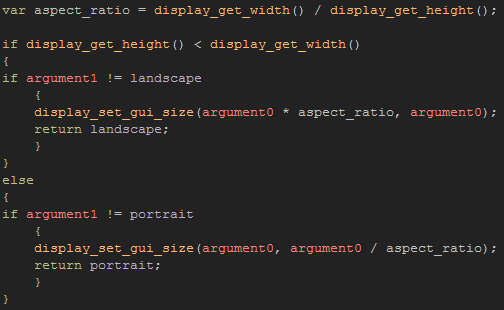 var aspect_ratio = display_get_width() / display_get_height();

if display_get_height() < display_get_width()
{
if argument1 != landscape
    {
    display_set_gui_size(argument0 * aspect_ratio, argument0);
    return landscape;
    }
}
else
{
if argument1 != portrait
    {
    display_set_gui_size(argument0, argument0 / aspect_ratio);
    return portrait;
    }
}